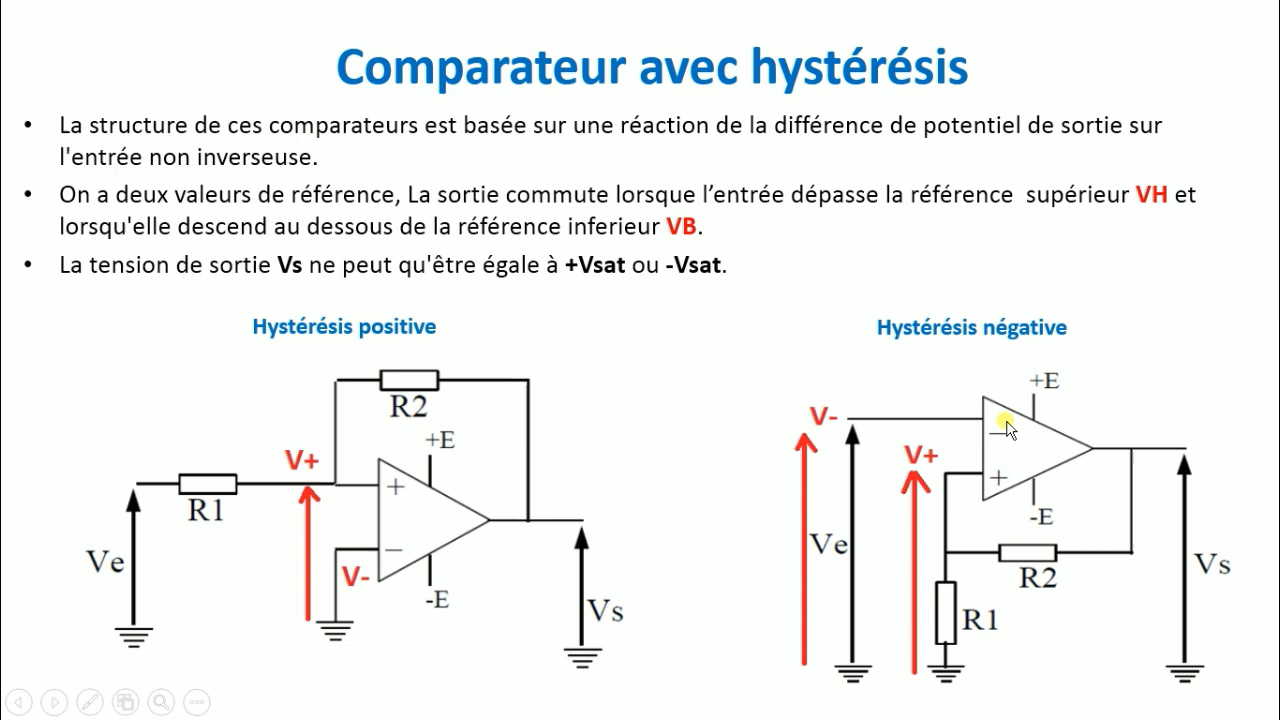 Comparateur avec hystérésis
• La structure de ces comparateurs est basée sur une réaction de la différence de potentiel de sortie sur
l'entrée non inverseuse.
• On a deux valeurs de référence, La sortie commute lorsque l’entrée dépasse la référence supérieur VH et
lorsqu'elle descend au dessous de la référence inferieur VB.
• La tension de sortie Vs ne peut qu'être égale à +Vsat ou -Vsat.
Hystérésis positive
R2
+E
V+
+
R1
−
Ve
V-
-E
Vs
Hystérésis négative
+E
V-
−
V+
+
-E
Ve
R2
Vs
R1